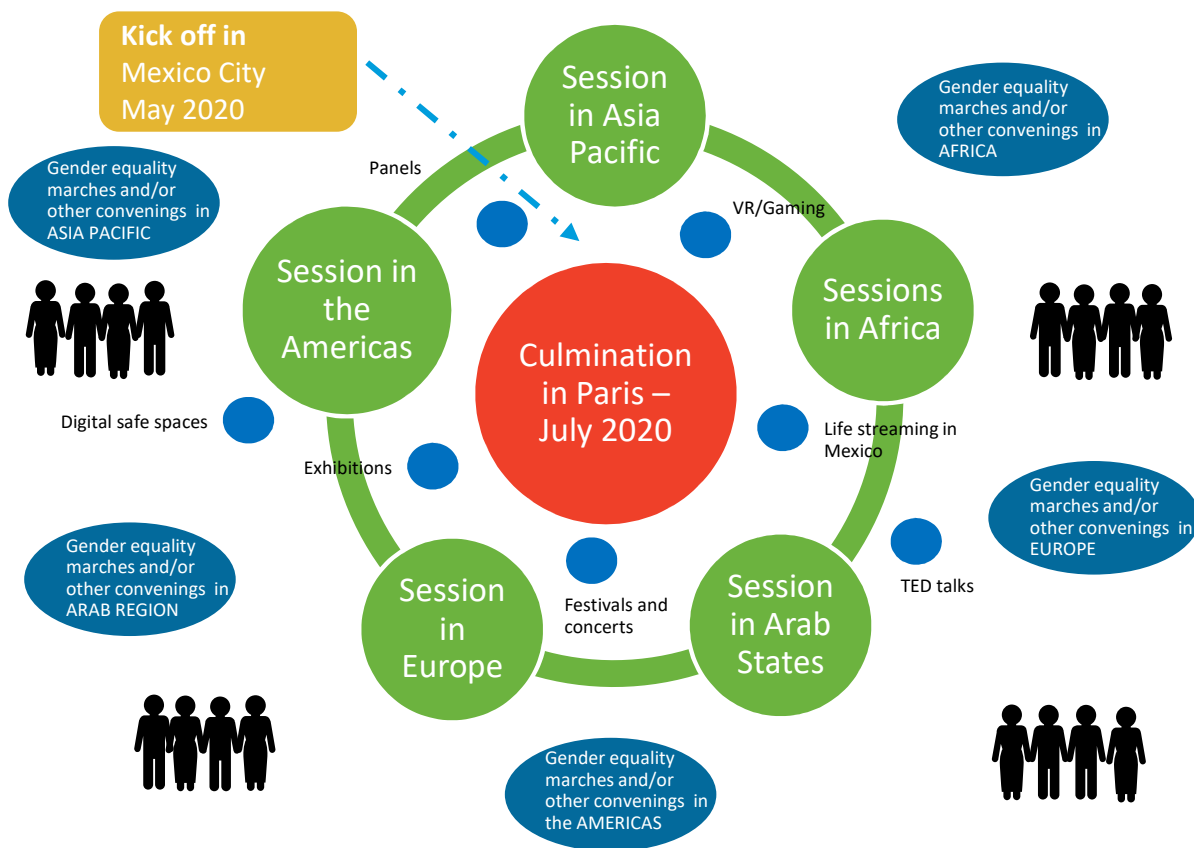 Kick off in
Mexico City
May 2020
Session
in Asia
Pacific
Gender equality
marches and/or
other convenings in
AFRICA
Gender equality
marches and/or
other convenings in
ASIA PACIFIC
Panels
VR/Gaming
Session in
the
Americas
Sessions
in Africa
Culmination
in Paris –
July 2020
Digital safe spaces
Exhibitions
Life streaming in
Mexico
Gender equality
marches and/or
other convenings in
EUROPE
Gender equality
marches and/or
other convenings in
ARAB REGION
Session
in
Europe
Festivals and
concerts
Session
in Arab
States
TED talks
Gender equality
marches and/or
other convenings in
the AMERICAS